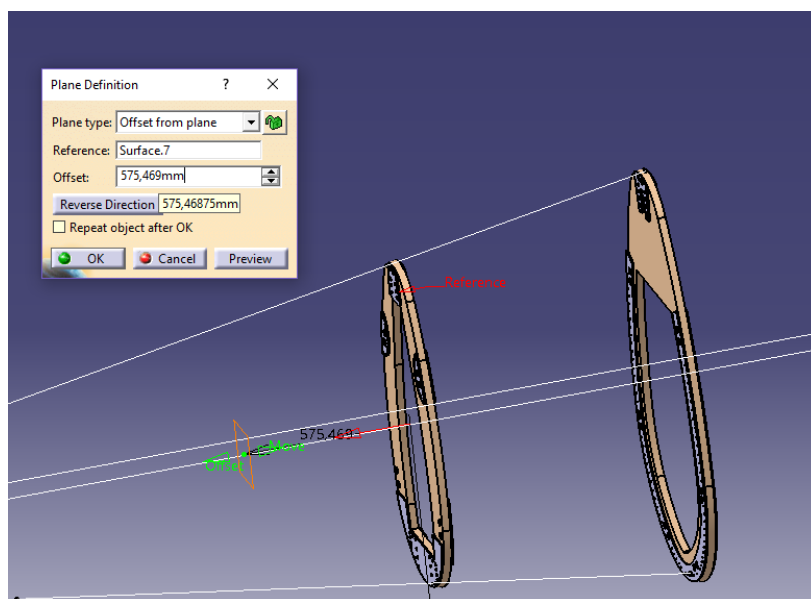 Plane Definition ? ×
Plane type: Offset from plane
Reference: Surface.7
Offset: 575,469mm
Reverse Direction 575,46875mm
Repeat object after OK
OK Cancel Preview
Reference
575,469
Move
Offset